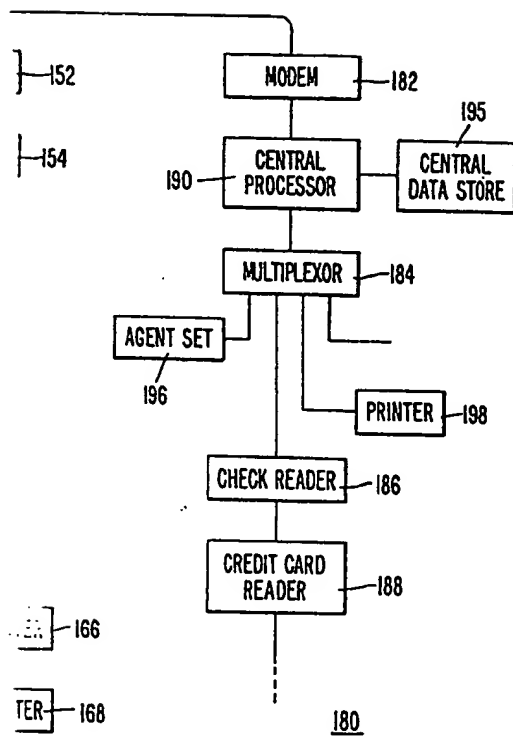 152
MODEM
182
195
154
190
CENTRAL
PROCESSOR
CENTRAL
DATA STORE
MULTIPLEXOR
184
AGENT SET
196
PRINTER
198
CHECK READER
186
CREDIT CARD
READER
188
166
TER
168
180